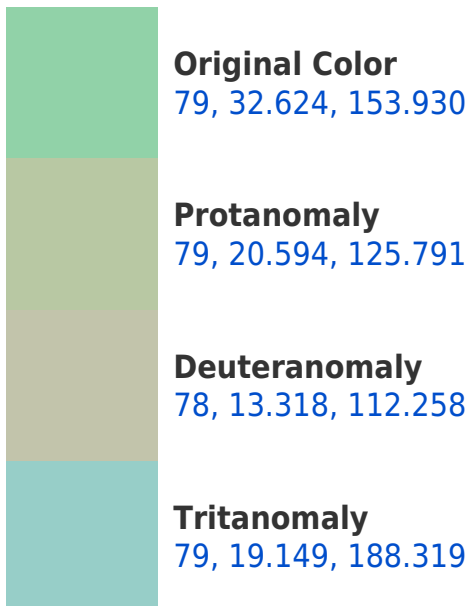 Original Color
79, 32.624, 153.930
Protanomaly
79, 20.594, 125.791
Deuteranomaly
78, 13.318, 112.258
Tritanomaly
79, 19.149, 188.319